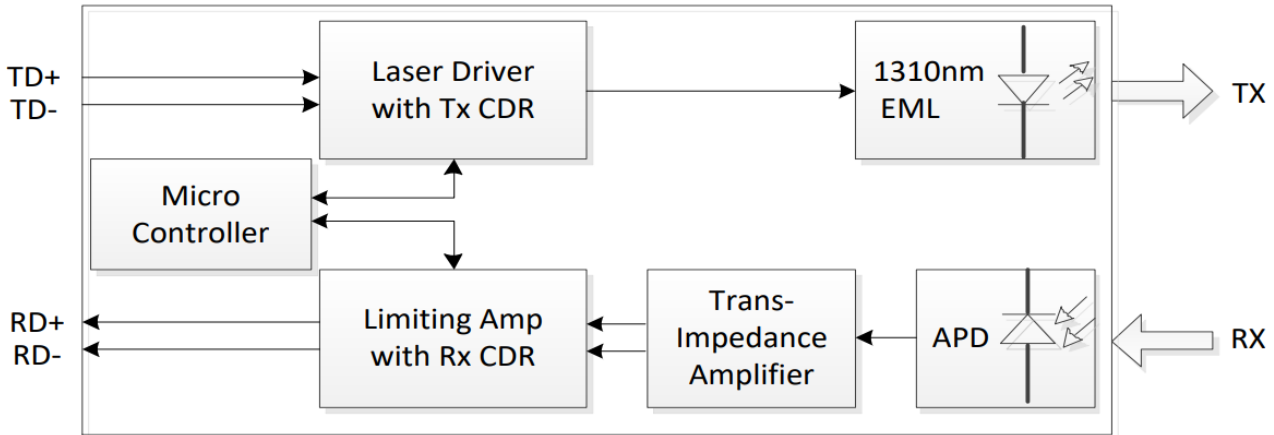 TD+
TD-
Laser Driver
with Tx CDR
1310nm
EML
TX
Micro
Controller
RD+
RD-
Limiting Amp
with Rx CDR
Trans-
Impedance
Amplifier
APD
RX